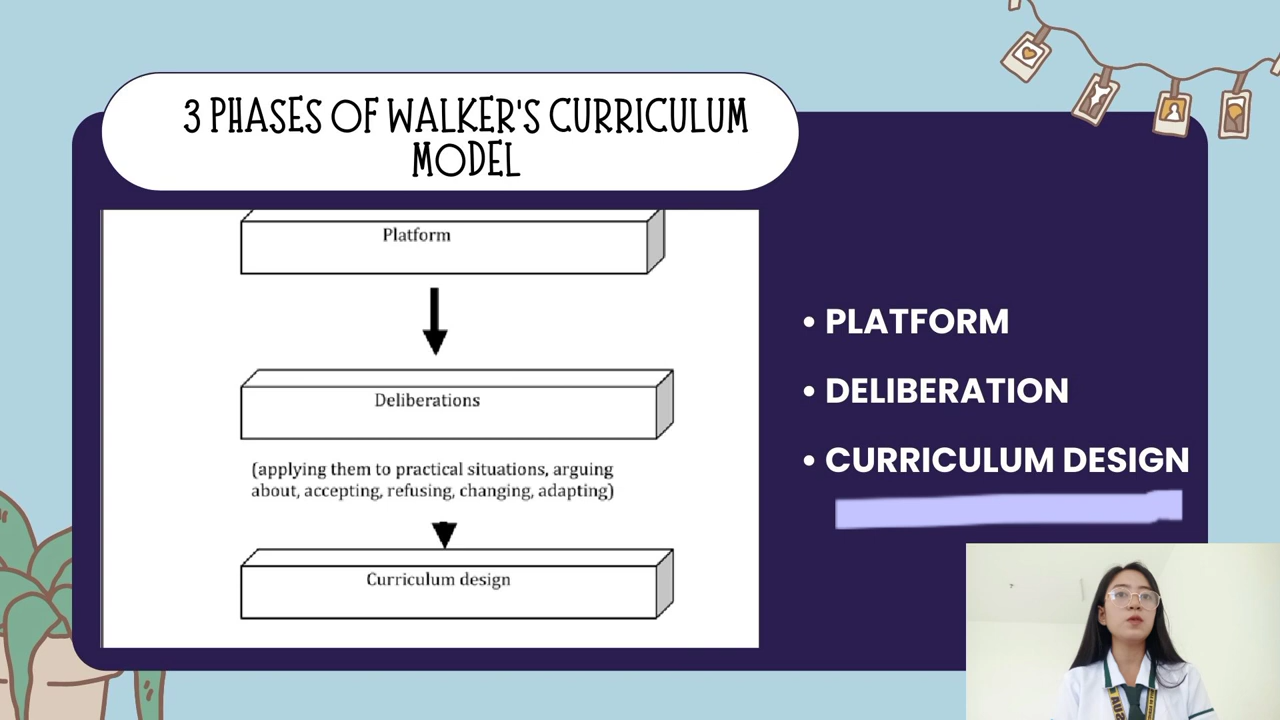 3 PHASES OF WALKER'S CURRICULUM
MODEL
Platform
Deliberations
(applying them to practical situations, arguing
about, accepting, refusing, changing, adapting)
Curriculum design
• PLATFORM
• DELIBERATION
• CURRICULUM DESIGN